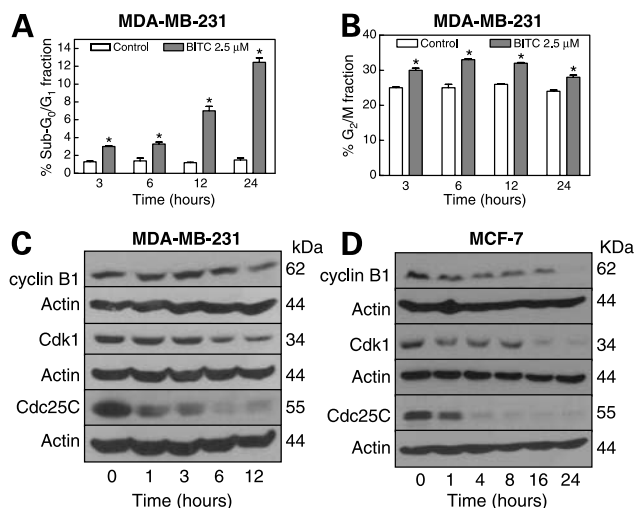 A
MDA-MB-231
Control BITC 2.5 µM
% Sub-G0/G1 fraction
14
12
10
8
6
4
2
0
* * * *
3 6 12 24
Time (hours)
B
MDA-MB-231
Control BITC 2.5 µM
% G2/M fraction
40
30
20
10
0
* * * *
3 6 12 24
Time (hours)
C
MDA-MB-231
kDa
cyclin B1 62
Actin 44
Cdk1 34
Actin 44
Cdc25C 55
Actin 44
0 1 3 6 12
Time (hours)
D
MCF-7
KDa
cyclin B1 62
Actin 44
Cdk1 34
Actin 44
Cdc25C 55
Actin 44
0 1 4 8 16 24
Time (hours)